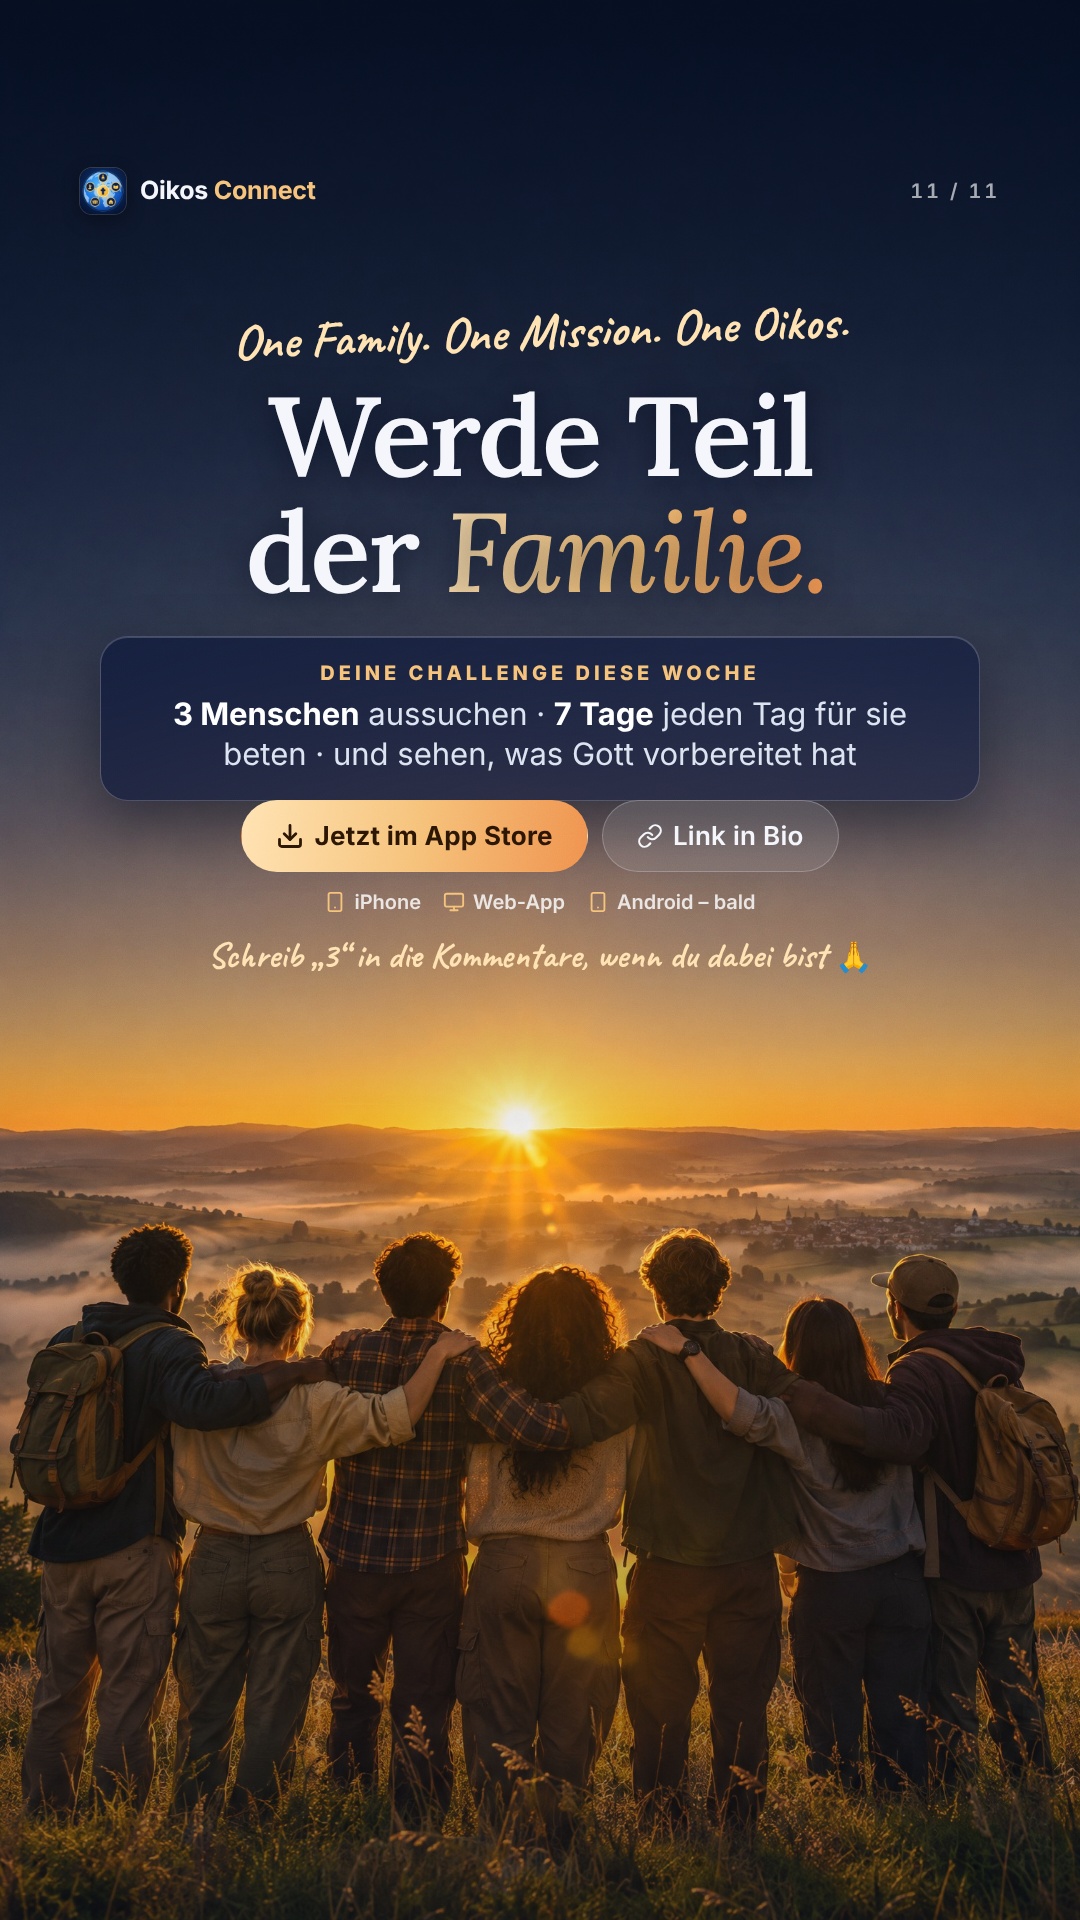 Oikos Connect
11 / 11
One Family. One Mission. One Oikos.
Werde Teil
der Familie.
DEINE CHALLENGE DIESE WOCHE
3 Menschen aussuchen · 7 Tage jeden Tag für sie
beten · und sehen, was Gott vorbereitet hat
Jetzt im App Store
Link in Bio
iPhone
Web-App
Android – bald
Schreib „3“ in die Kommentare, wenn du dabei bist 🙏